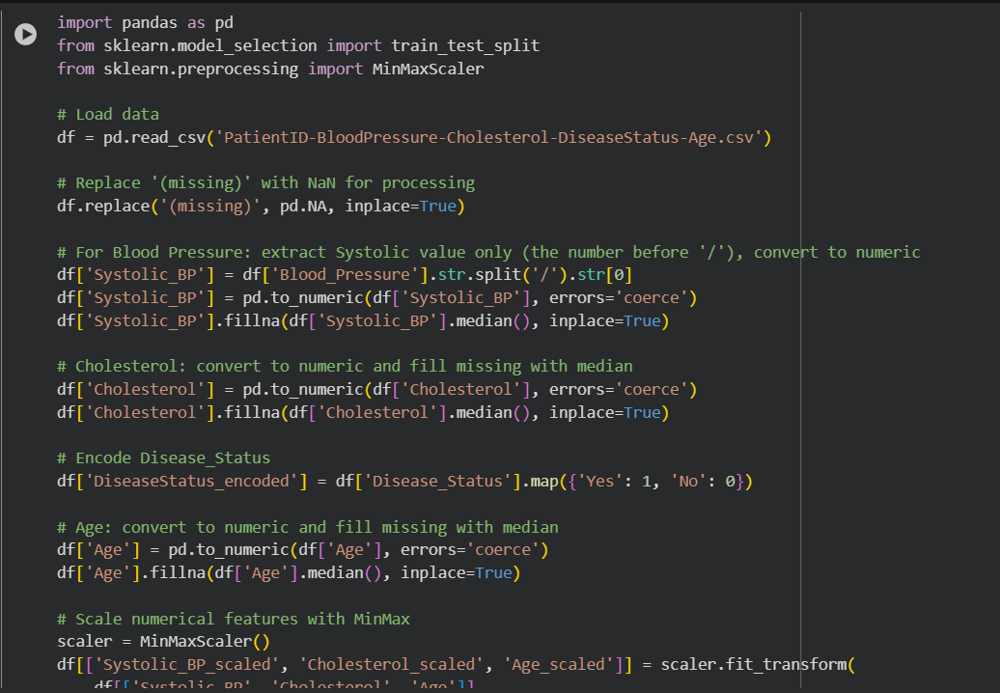 import pandas as pd
from sklearn.model_selection import train_test_split
from sklearn.preprocessing import MinMaxScaler

# Load data
df = pd.read_csv('PatientID-BloodPressure-Cholesterol-DiseaseStatus-Age.csv')

# Replace '(missing)' with NaN for processing
df.replace('(missing)', pd.NA, inplace=True)

# For Blood Pressure: extract Systolic value only (the number before '/'), convert to numeric
df['Systolic_BP'] = df['Blood_Pressure'].str.split('/').str[0]
df['Systolic_BP'] = pd.to_numeric(df['Systolic_BP'], errors='coerce')
df['Systolic_BP'].fillna(df['Systolic_BP'].median(), inplace=True)

# Cholesterol: convert to numeric and fill missing with median
df['Cholesterol'] = pd.to_numeric(df['Cholesterol'], errors='coerce')
df['Cholesterol'].fillna(df['Cholesterol'].median(), inplace=True)

# Encode Disease_Status
df['DiseaseStatus_encoded'] = df['Disease_Status'].map({'Yes': 1, 'No': 0})

# Age: convert to numeric and fill missing with median
df['Age'] = pd.to_numeric(df['Age'], errors='coerce')
df['Age'].fillna(df['Age'].median(), inplace=True)

# Scale numerical features with MinMax
scaler = MinMaxScaler()
df[['Systolic_BP_scaled', 'Cholesterol_scaled', 'Age_scaled']] = scaler.fit_transform(
    df[['Systolic_BP', 'Cholesterol', 'Age']]